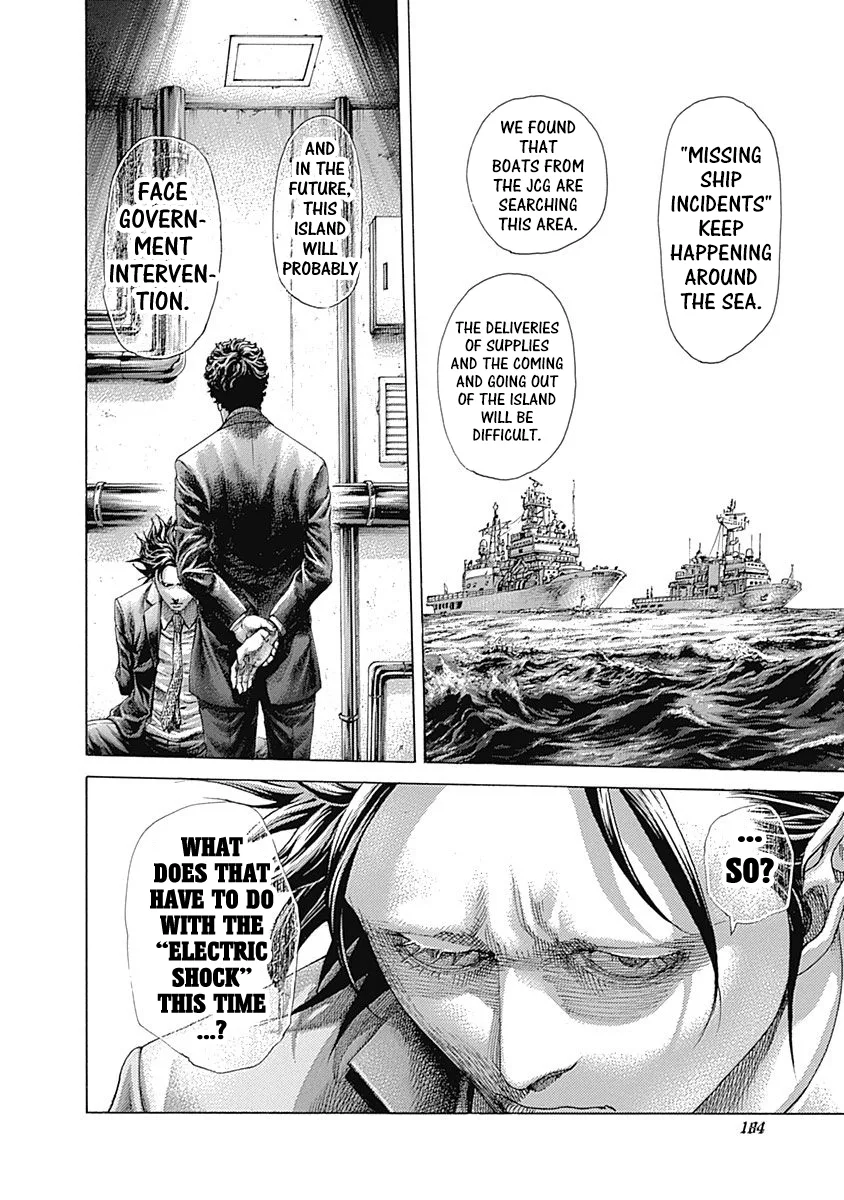 "MISSING
SHIP
INCIDENTS"
KEEP
HAPPENING
AROUND
THE SEA.
WE FOUND
THAT
BOATS FROM
THE JCG ARE
SEARCHING
THIS AREA.
THE DELIVERIES
OF SUPPLIES
AND THE COMING
AND GOING OUT
OF THE ISLAND
WILL BE
DIFFICULT.
AND
IN THE
FUTURE,
THIS
ISLAND
WILL
PROBABLY
FACE
GOVERN-
MENT
INTERVEN-
TION.
...
SO?
WHAT
DOES THAT
HAVE TO DO
WITH THE
“ELECTRIC
SHOCK”
THIS TIME
...?
184